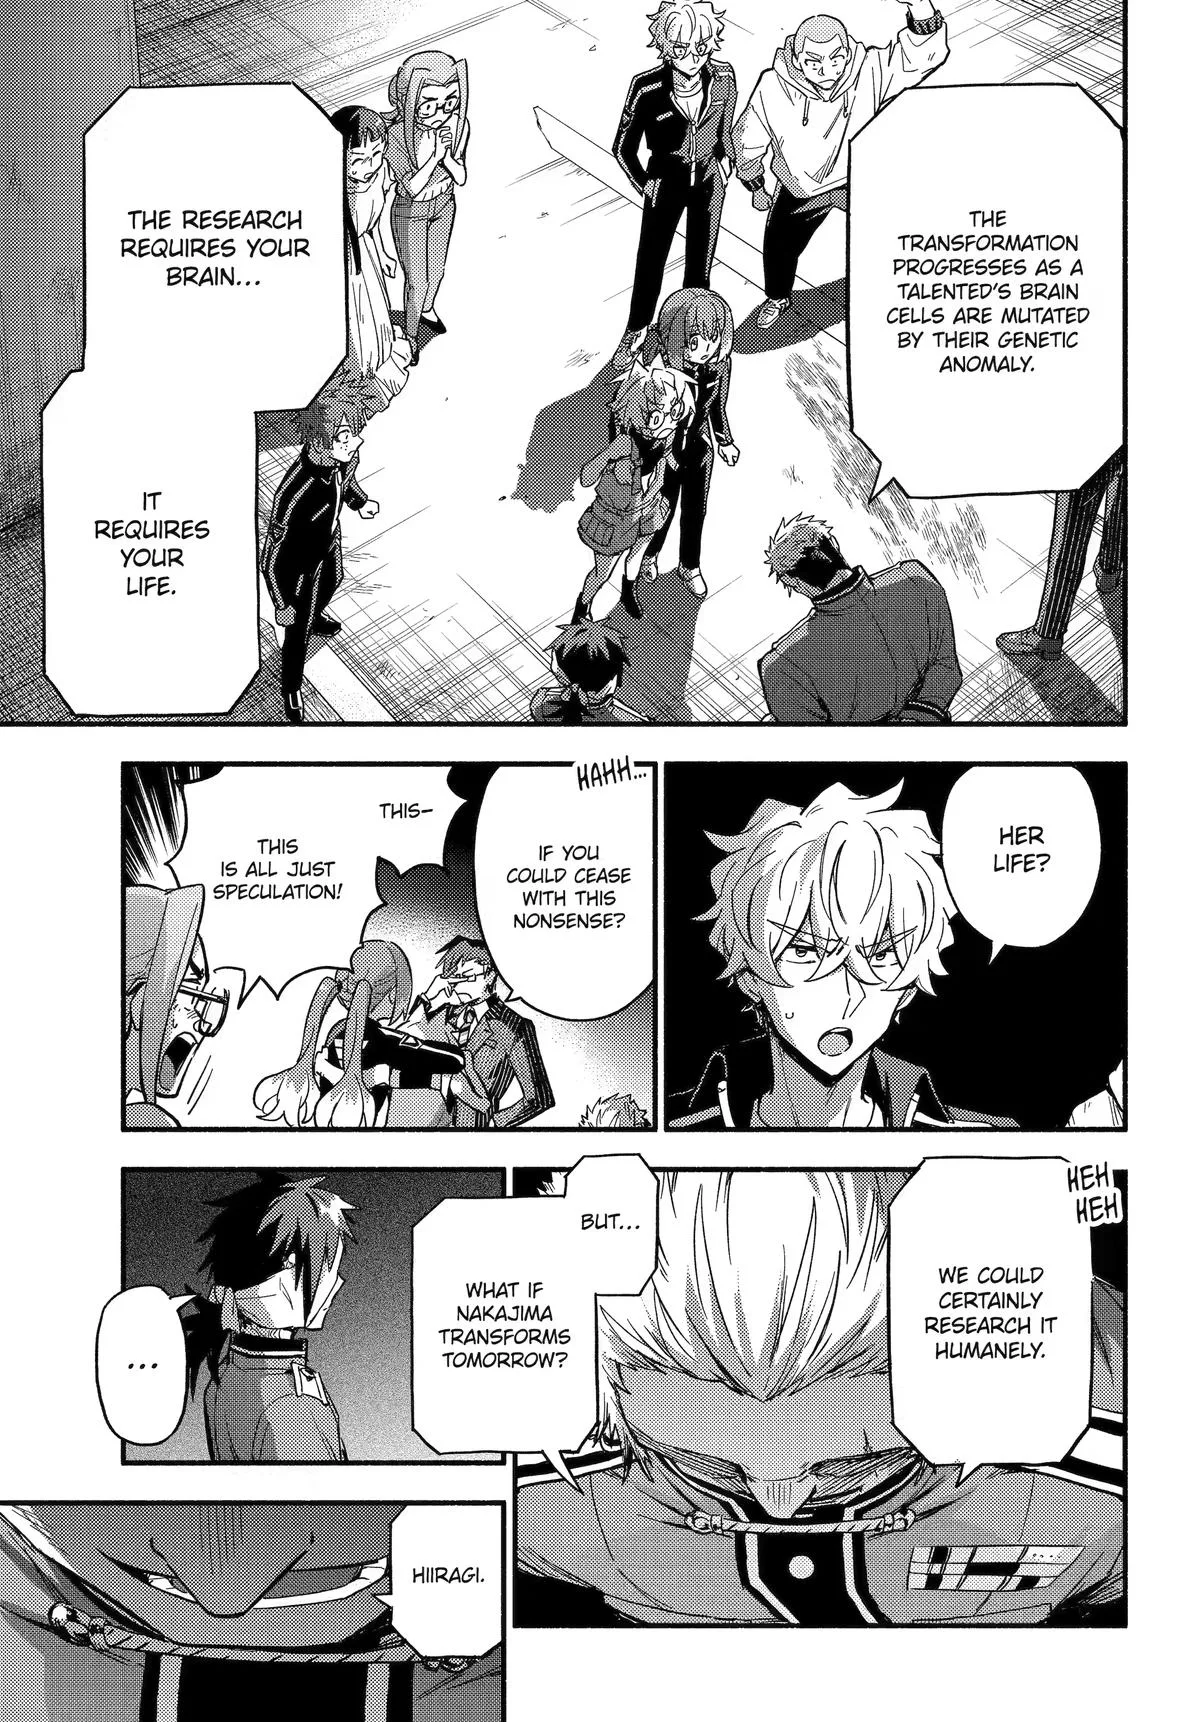 THE
TRANSFORMATION
PROGRESSES AS A
TALENTED'S BRAIN
CELLS ARE MUTATED
BY THEIR GENETIC
ANOMALY.
THE RESEARCH
REQUIRES YOUR
BRAIN...
IT
REQUIRES
YOUR
LIFE.
HER
LIFE?
HAHH...
IF YOU
COULD CEASE
WITH THIS
NONSENSE?
THIS-
THIS
IS ALL JUST
SPECULATION!
HEH
HEH
WE COULD
CERTAINLY
RESEARCH IT
HUMANELY.
BUT...
WHAT IF
NAKAJIMA
TRANSFORMS
TOMORROW?
...
HIIRAGI.